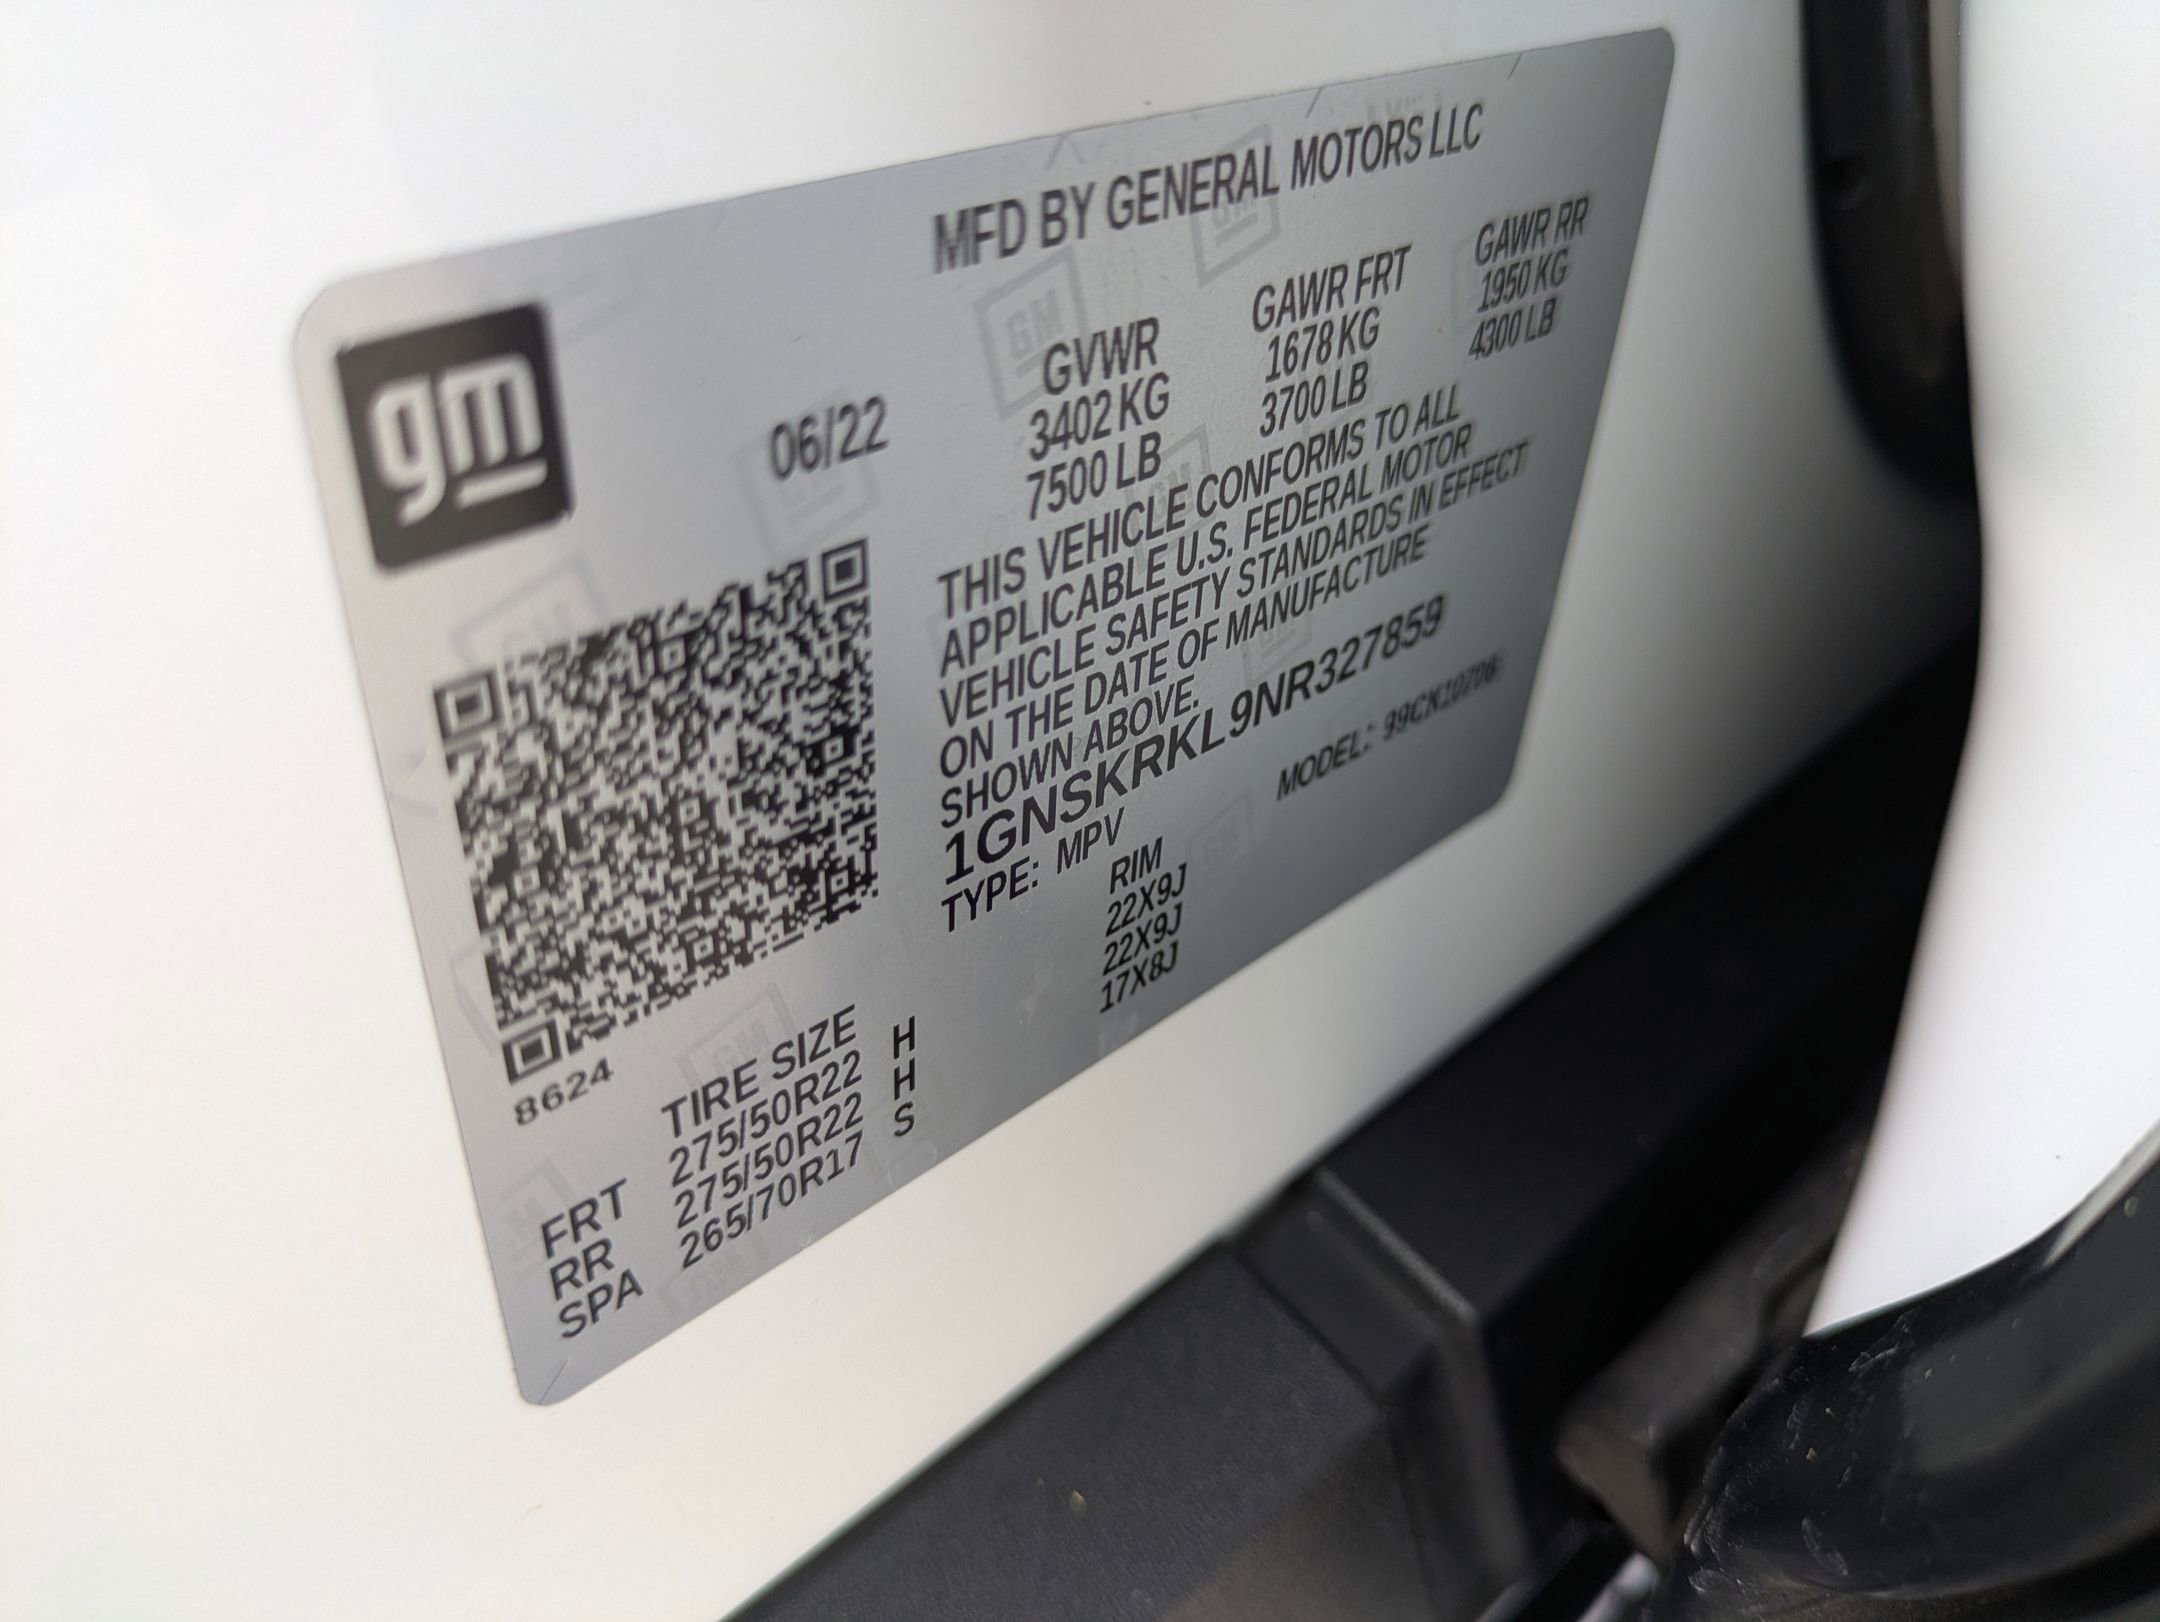 MFD BY GENERAL MOTORS LLC
gm
06/22
GVWR GAWR FRT GAWR RR
3402 KG 1678 KG 1950 KG
7500 LB 3700 LB 4300 LB
THIS VEHICLE CONFORMS TO ALL
APPLICABLE U.S. FEDERAL MOTOR
VEHICLE SAFETY STANDARDS IN EFFECT
ON THE DATE OF MANUFACTURE
SHOWN ABOVE.
1GNSKRKL9NR327859
TYPE: MPV MODEL: 99CK10706
8624
TIRE SIZE RIM
FRT 275/50R22 H 22X9J
RR 275/50R22 H 22X9J
SPA 265/70R17 S 17X8J